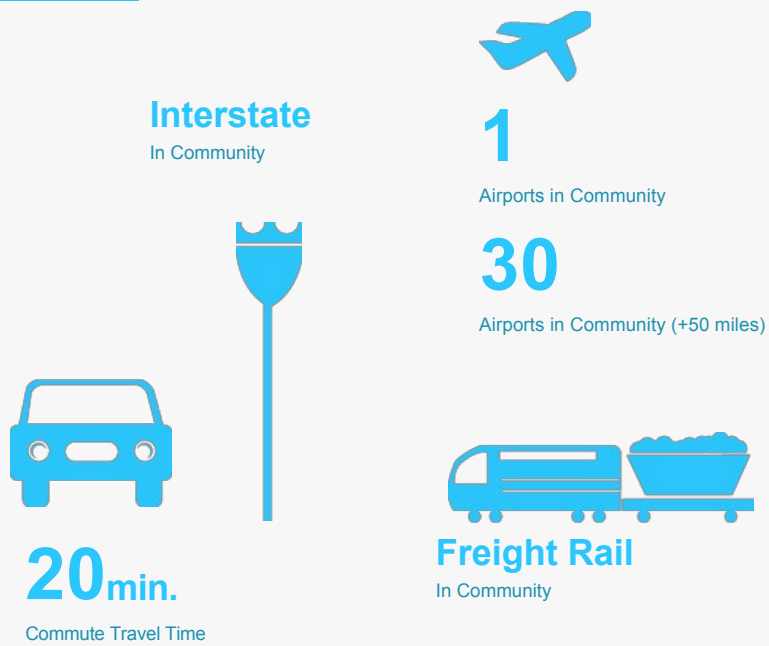 Interstate
In Community
1
Airports in Community
30
Airports in Community (+50 miles)
20min.
Commute Travel Time
Freight Rail
In Community